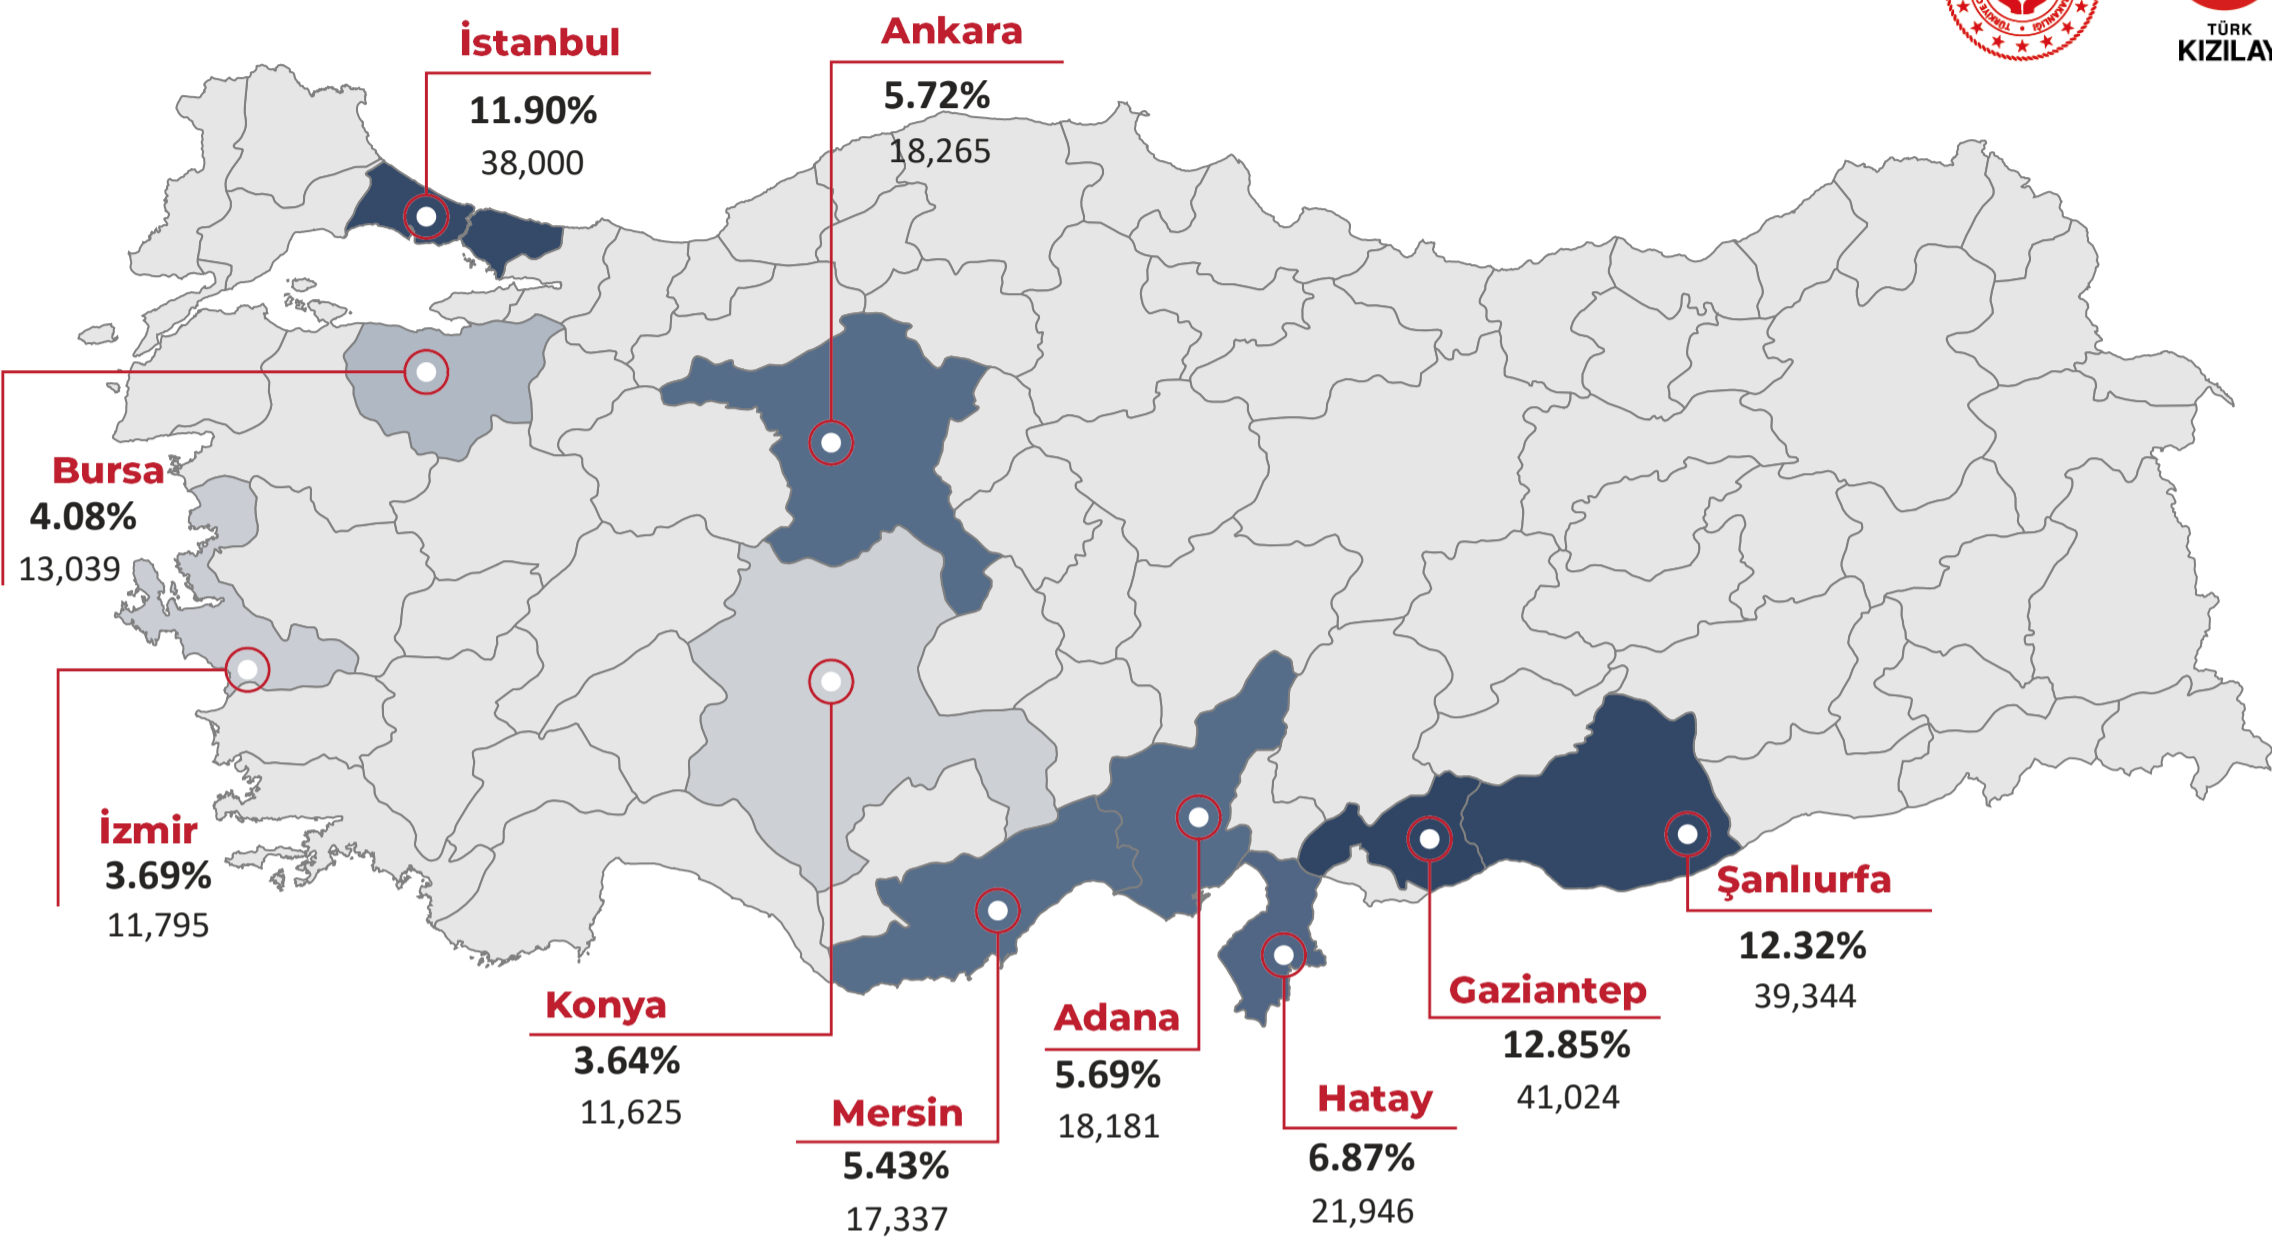 TÜRK
KIZILAY
İstanbul
11.90%
38,000
Ankara
5.72%
18,265
Bursa
4.08%
13,039
İzmir
3.69%
11,795
Konya
3.64%
11,625
Mersin
5.43%
17,337
Adana
5.69%
18,181
Hatay
6.87%
21,946
Gaziantep
12.85%
41,024
Şanlıurfa
12.32%
39,344